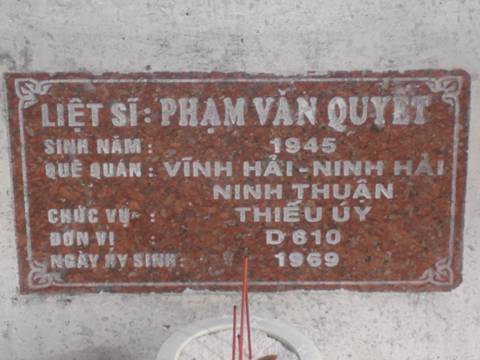 LIỆT SĨ: PHẠM VĂN QUYẾT
SINH NĂM: 1945
QUÊ QUÁN: VĨNH HẢI-NINH HẢI
NINH THUẬN
CHỨC VỤ: THIẾU ÚY
ĐƠN VỊ: D 610
NGÀY HY SINH: 1969